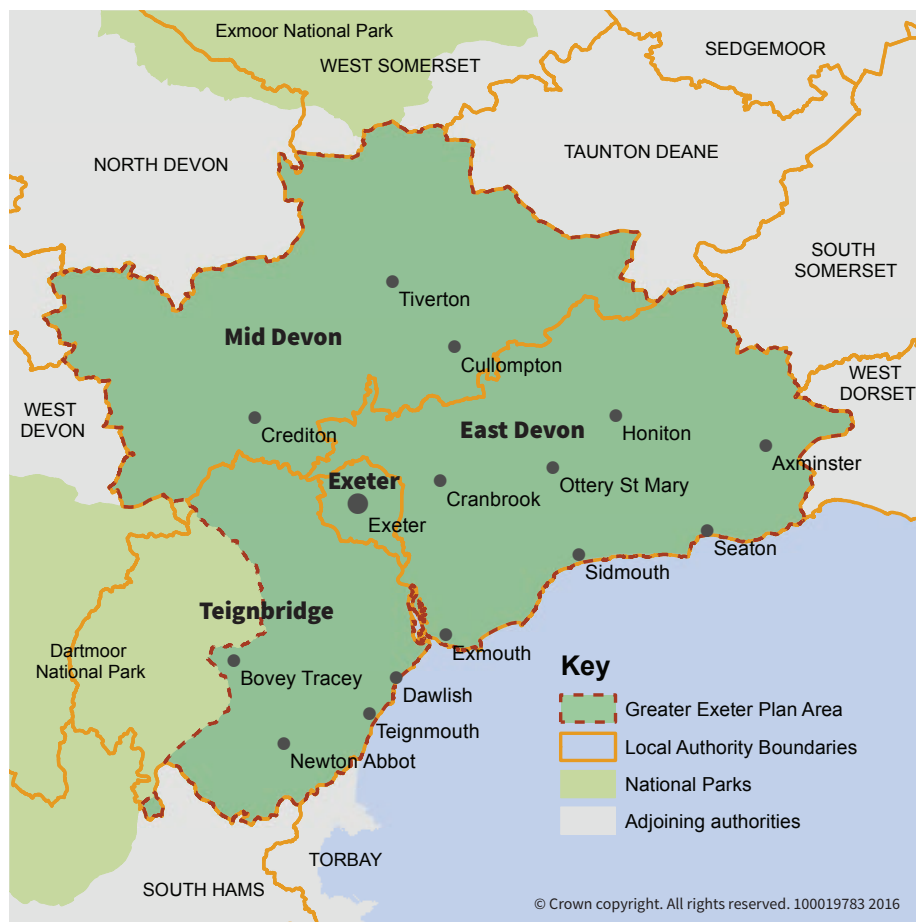 Exmoor National Park
WEST SOMERSET
SEDGEMOOR
NORTH DEVON
TAUNTON DEANE
SOUTH
SOMERSET
Tiverton
Mid Devon
Cullompton
WEST
DORSET
WEST
DEVON
Crediton
East Devon
Honiton
Axminster
Exeter
Cranbrook
Ottery St Mary
Exeter
Seaton
Sidmouth
Teignbridge
Dartmoor
National Park
Exmouth
Bovey Tracey
Dawlish
Teignmouth
Newton Abbot
Key
Greater Exeter Plan Area
Local Authority Boundaries
National Parks
Adjoining authorities
TORBAY
SOUTH HAMS
© Crown copyright. All rights reserved. 100019783 2016